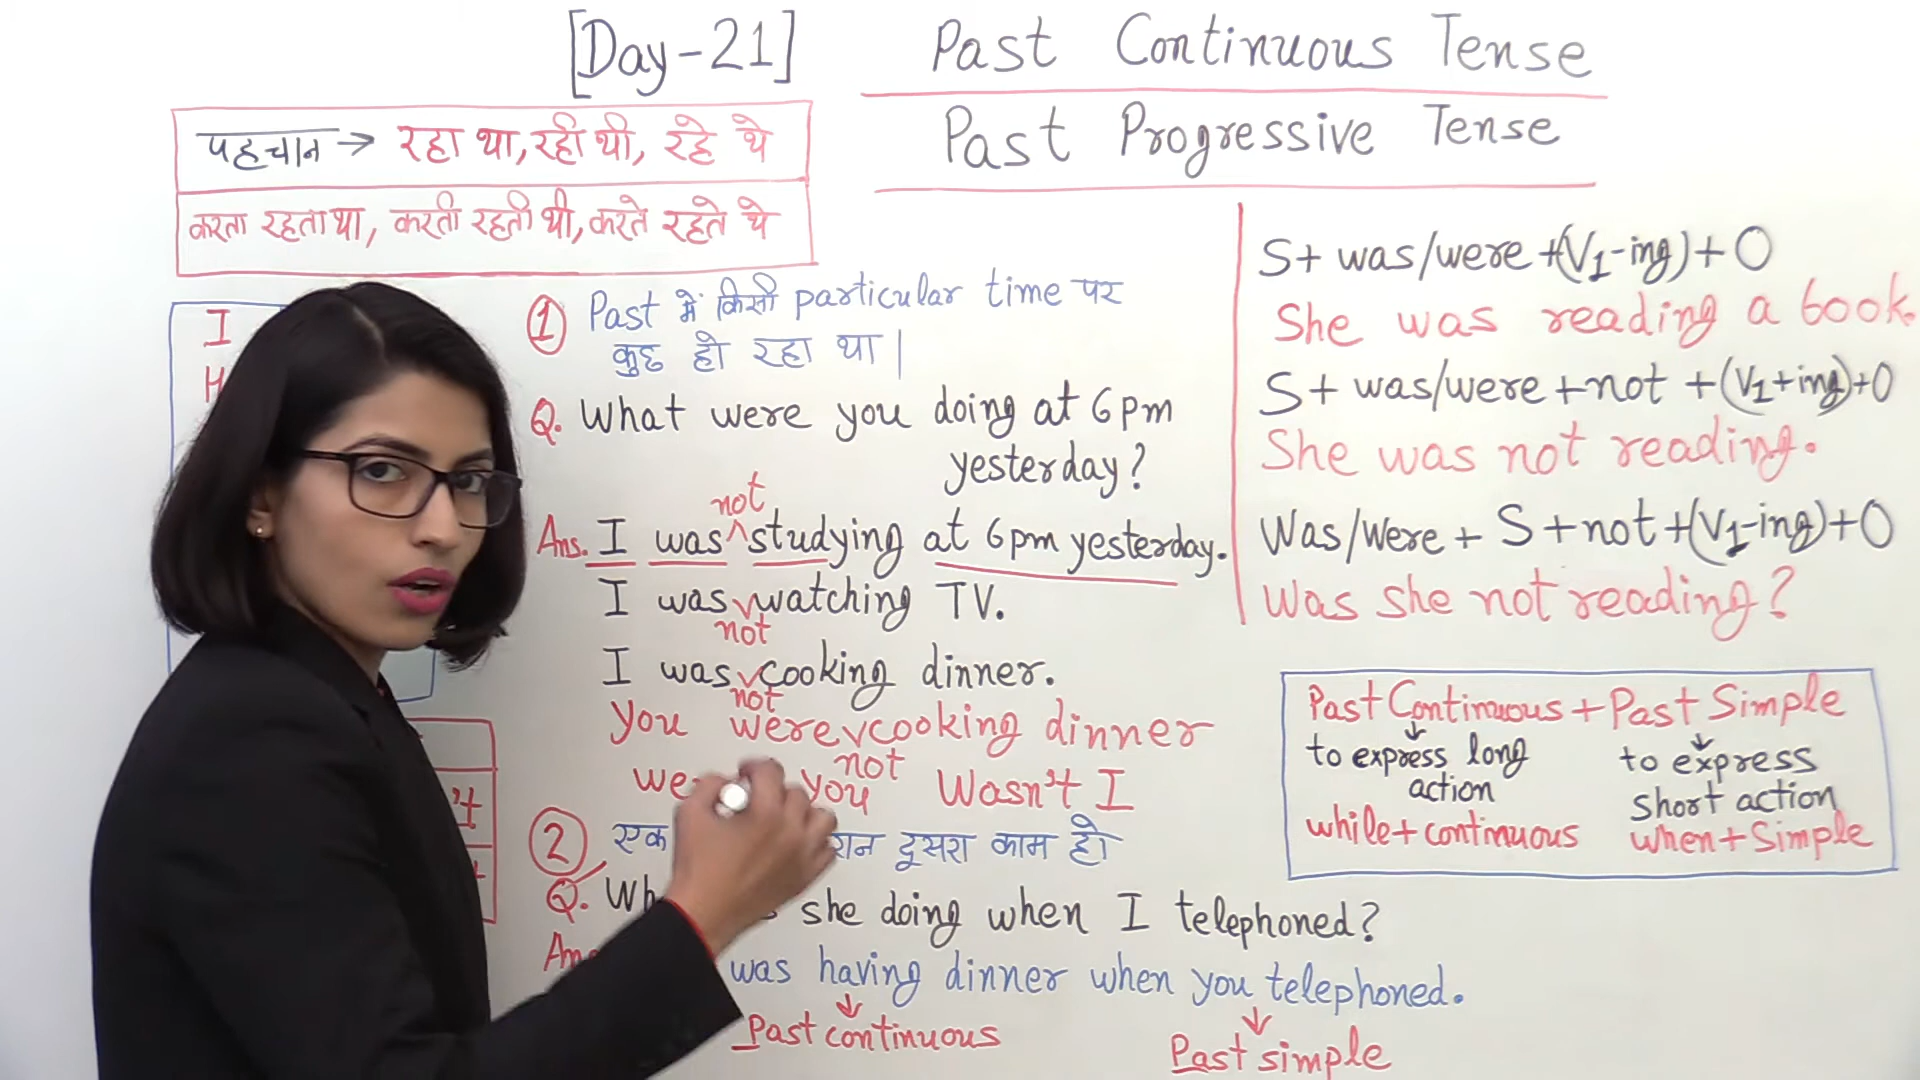 [Day-21]
Past Continuous Tense
Past Progressive Tense
पहचान → रहा था, रही थी, रहे थे
करता रहता था, करती रहती थी, करते रहते थे
I
H
't
① Past में किसी particular time पर
कुछ हो रहा था |
Q. What were you doing at 6pm
yesterday?
not
Ans. I was ^ studying at 6pm yesterday.
I was watching TV.
not
I was cooking dinner.
not
you were cooking dinner
not
you Wasn't I
② एक दूसरा काम हो
Q. she doing when I telephoned?
was having dinner when you telephoned.
↓ Past continuous
↓ Past simple
S+ was/were +(V1-ing)+O
She was reading a book.
S+ was/were +not +(V1+ing)+O
She was not reading.
Was/Were + S +not +(V1-ing)+O
Was she not reading?
Past Continuous + Past Simple
↓ ↓
to express long action
to express short action
while + continuous
when + Simple